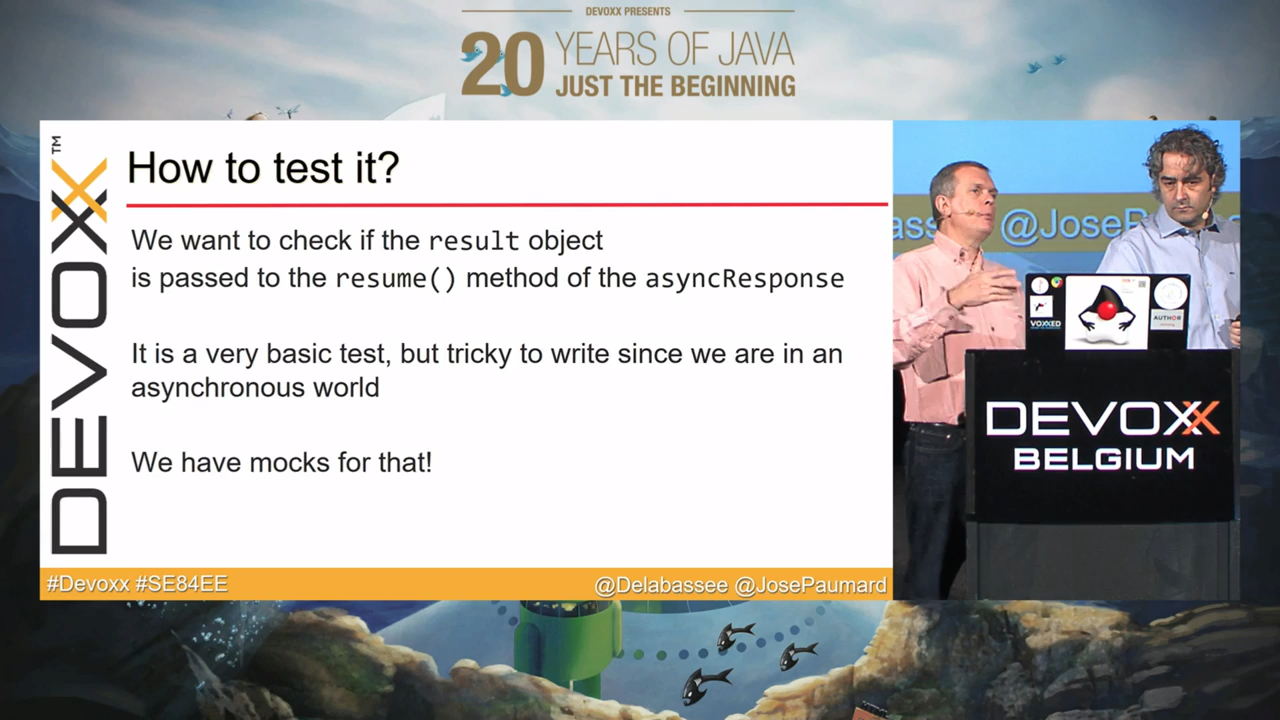 DEVOXX PRESENTS
20 YEARS OF JAVA
JUST THE BEGINNING
DEVOXX™
How to test it?
We want to check if the result object
is passed to the resume() method of the asyncResponse
It is a very basic test, but tricky to write since we are in an
asynchronous world
We have mocks for that!
#Devoxx #SE84EE
@Delabassee @JosePaumard
@JoseP
VOXXED
AUTHOR
DEVOXX
BELGIUM